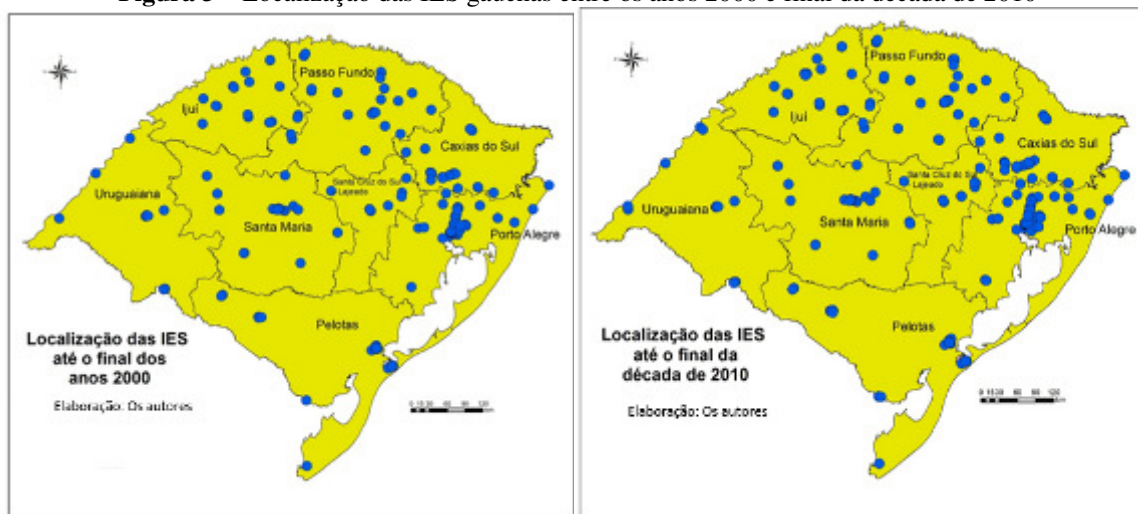 Figura 3 – Localização das IES gaúchas entre os anos 2000 e final da década de 2010
Passo Fundo
Ijuí
Caxias do Sul
Santa Cruz do Sul
Lajeado
Uruguaiana
Santa Maria
Porto Alegre
Pelotas
Localização das IES
até o final dos
anos 2000
Elaboração: Os autores
Passo Fundo
Ijuí
Caxias do Sul
Santa Cruz do Sul
Lajeado
Uruguaiana
Santa Maria
Porto Alegre
Pelotas
Localização das IES
até o final da
década de 2010
Elaboração: Os autores